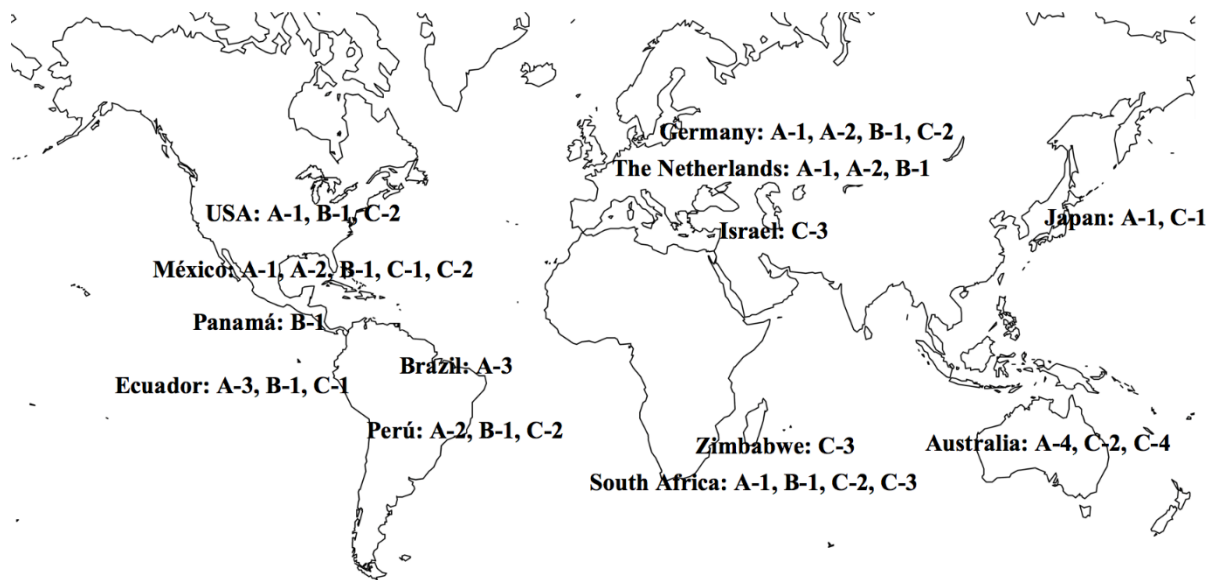 Germany: A-1, A-2, B-1, C-2
The Netherlands: A-1, A-2, B-1
USA: A-1, B-1, C-2
Japan: A-1, C-1
Israel: C-3
México: A-1, A-2, B-1, C-1, C-2
Panamá: B-1
Brazil: A-3
Ecuador: A-3, B-1, C-1
Perú: A-2, B-1, C-2
Zimbabwe: C-3
Australia: A-4, C-2, C-4
South Africa: A-1, B-1, C-2, C-3